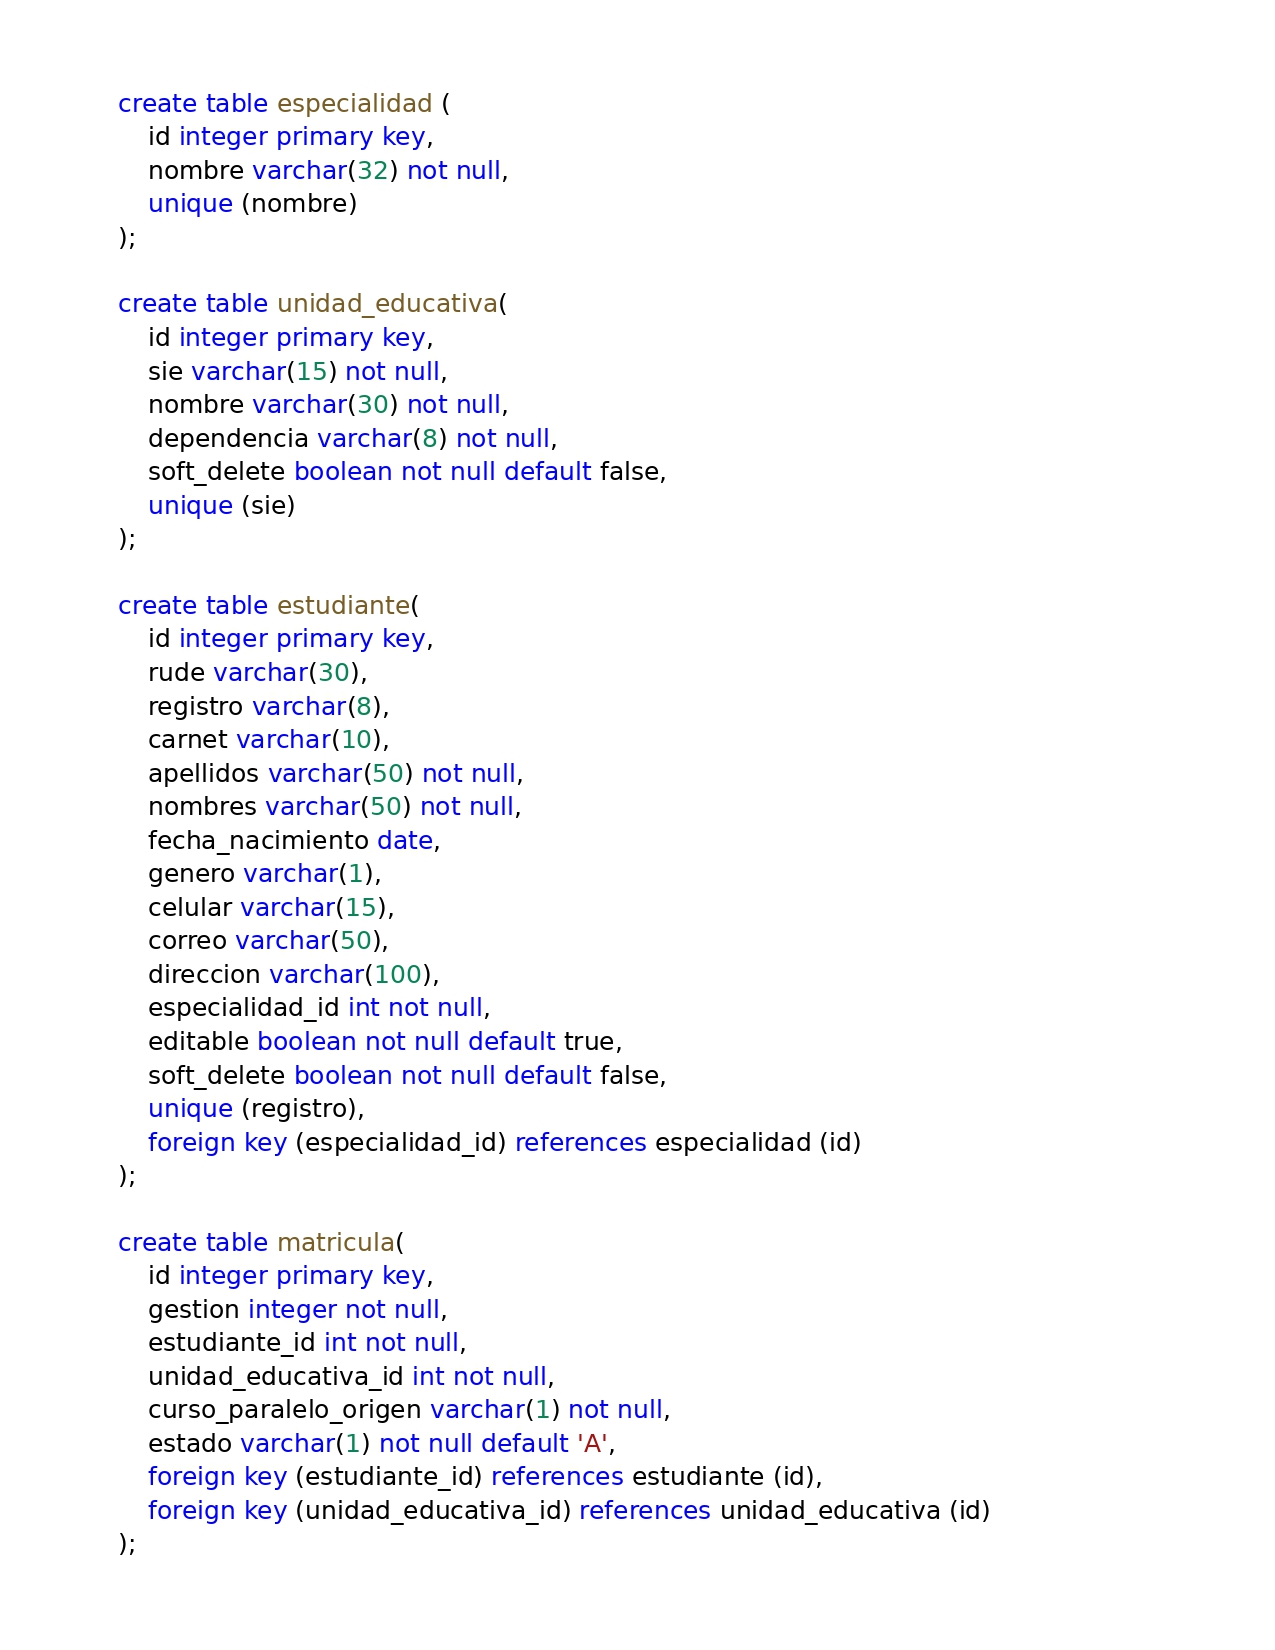 create table especialidad (
id integer primary key,
nombre varchar(32) not null,
unique (nombre)
);
create table unidad_educativa(
id integer primary key,
sie varchar(15) not null,
nombre varchar(30) not null,
dependencia varchar(8) not null,
soft_delete boolean not null default false,
unique (sie)
);
create table estudiante(
id integer primary key,
rude varchar(30),
registro varchar(8),
carnet varchar(10),
apellidos varchar(50) not null,
nombres varchar(50) not null,
fecha_nacimiento date,
genero varchar(1),
celular varchar(15),
correo varchar(50),
direccion varchar(100),
especialidad_id int not null,
editable boolean not null default true,
soft_delete boolean not null default false,
unique (registro),
foreign key (especialidad_id) references especialidad (id)
);
create table matricula(
id integer primary key,
gestion integer not null,
estudiante_id int not null,
unidad_educativa_id int not null,
curso_paralelo_origen varchar(1) not null,
estado varchar(1) not null default 'A',
foreign key (estudiante_id) references estudiante (id),
foreign key (unidad_educativa_id) references unidad_educativa (id)
);